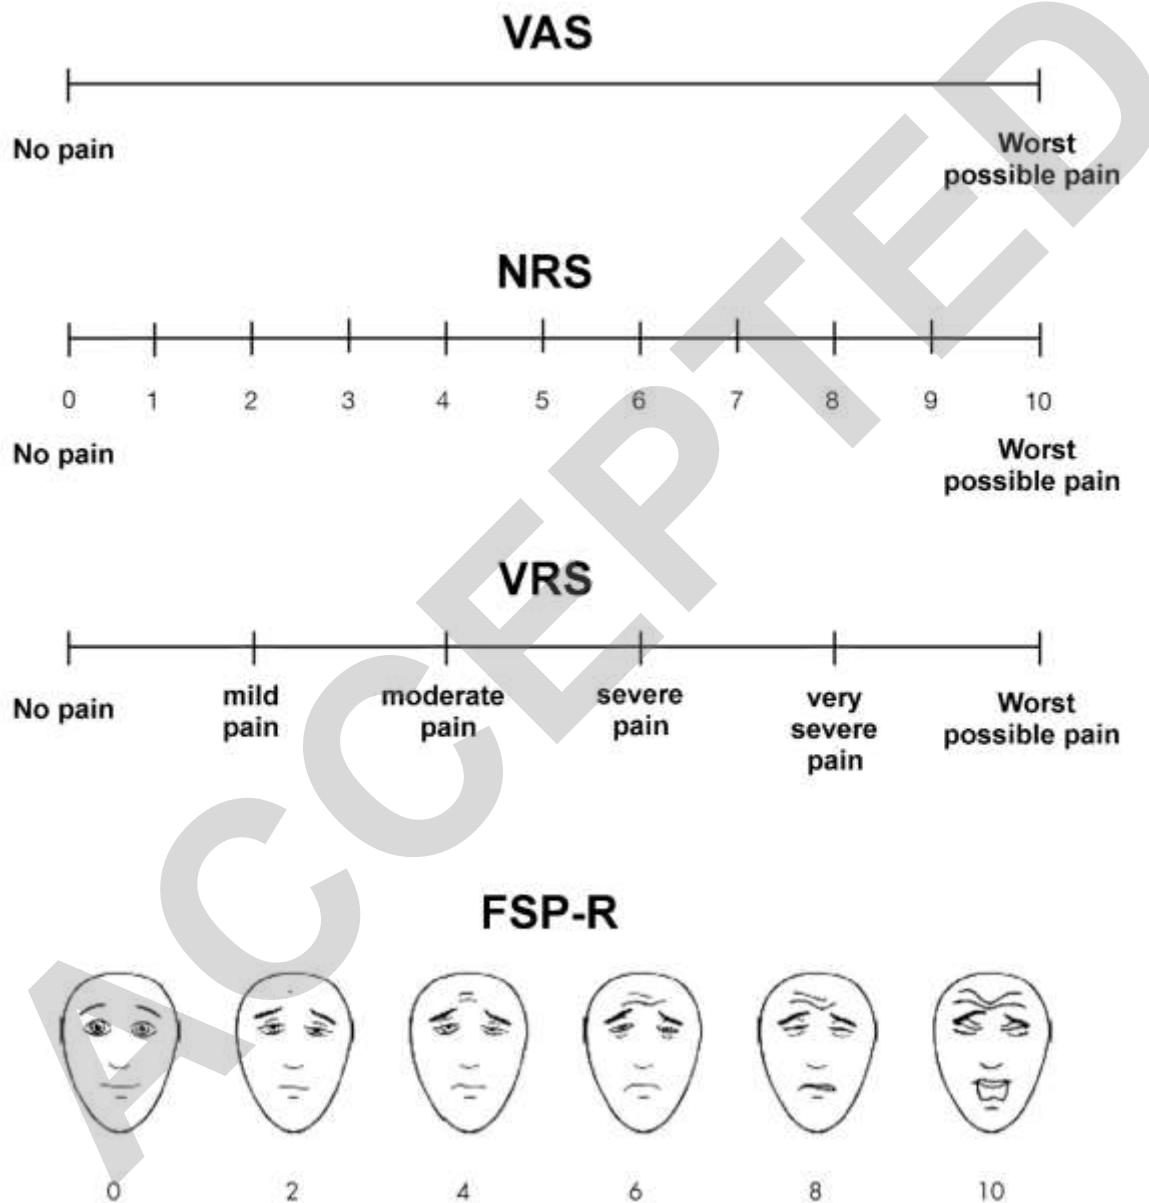 VAS
No pain
Worst
possible pain
NRS
0 1 2 3 4 5 6 7 8 9 10
No pain
Worst
possible pain
VRS
No pain
mild
pain
moderate
pain
severe
pain
very
severe
pain
Worst
possible pain
FSP-R
0 2 4 6 8 10
ACCEPTED